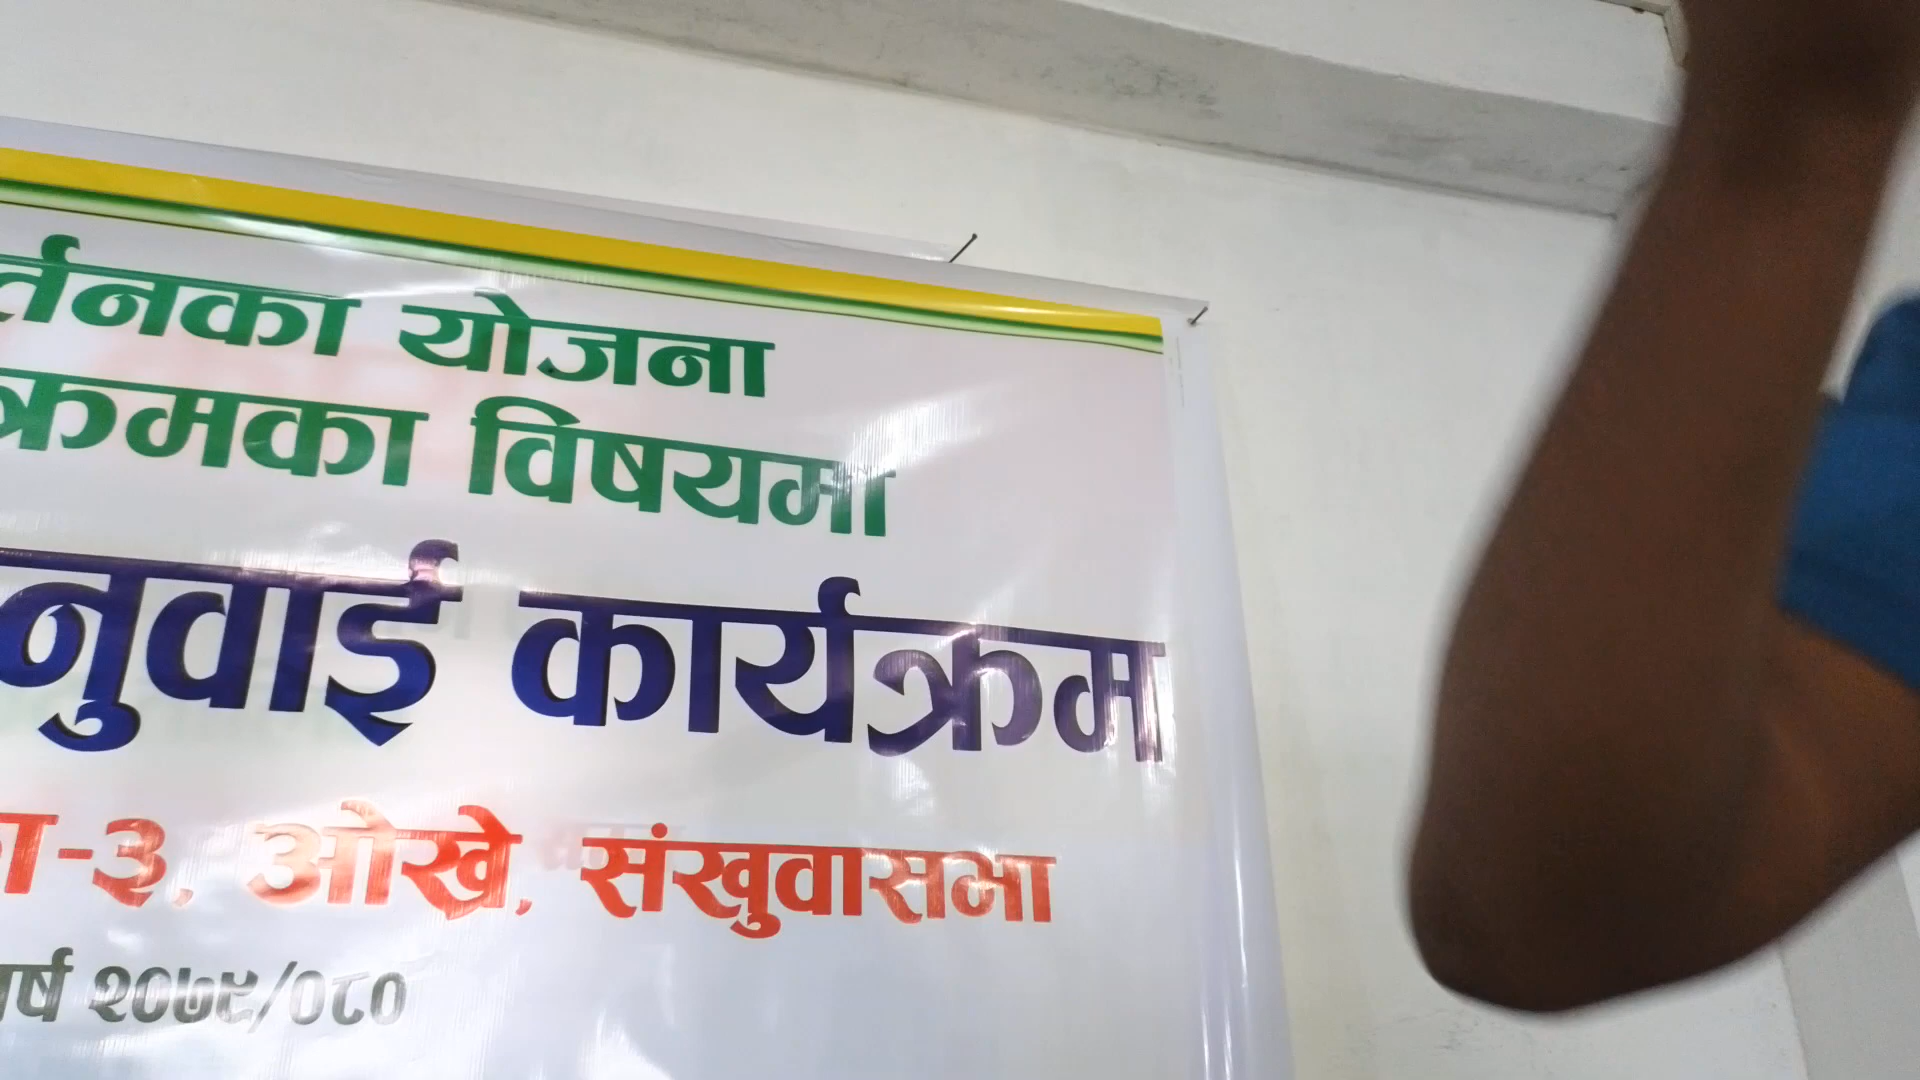 र्तनका योजना
क्रमका विषयमा
नुवाई कार्यक्रम
ा-३, ओखे, संखुवासभा
र्ष २०७९/०८०